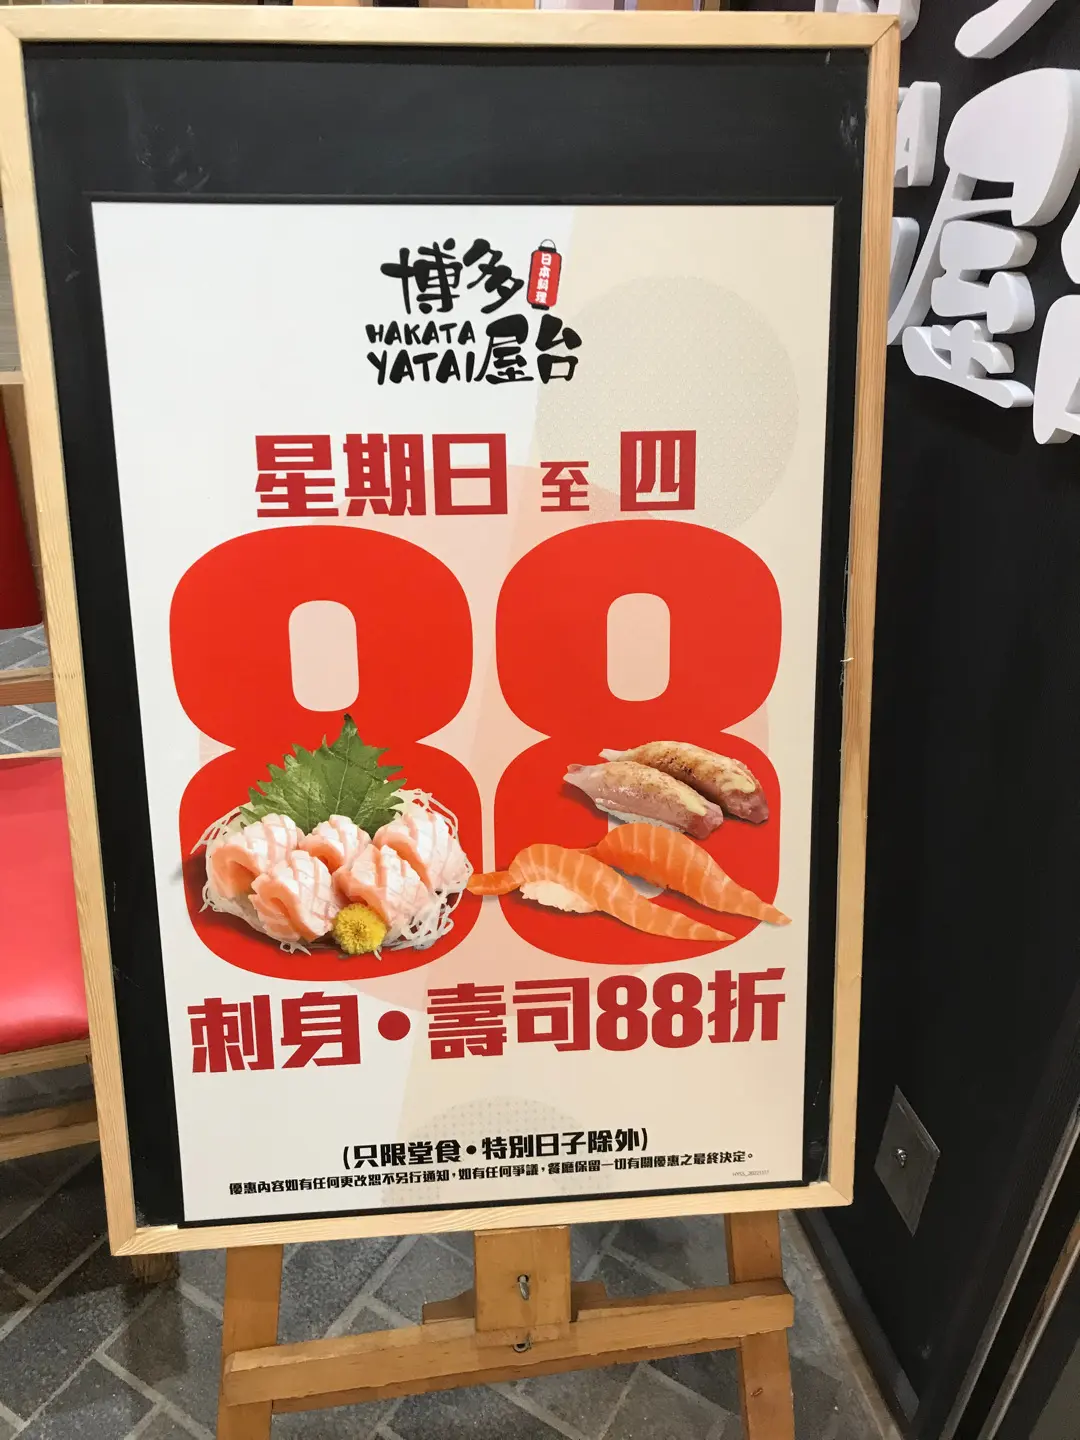 博多
日本料理
HAKATA
YATAI屋台
星期日 至 四
88
刺身•壽司88折
(只限堂食•特別日子除外)
優惠內容如有任何更改恕不另行通知，如有任何爭議，餐廳保留一切有關優惠之最終決定。
屋